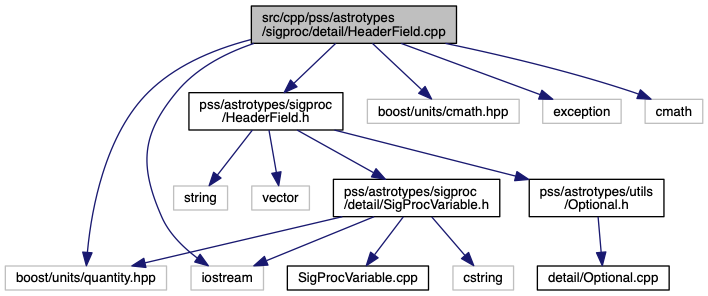 src/cpp/pss/astrotypes
/sigproc/detail/HeaderField.cpp
pss/astrotypes/sigproc
/HeaderField.h
boost/units/cmath.hpp
exception
cmath
string
vector
pss/astrotypes/sigproc
/detail/SigProcVariable.h
pss/astrotypes/utils
/Optional.h
boost/units/quantity.hpp
iostream
SigProcVariable.cpp
cstring
detail/Optional.cpp